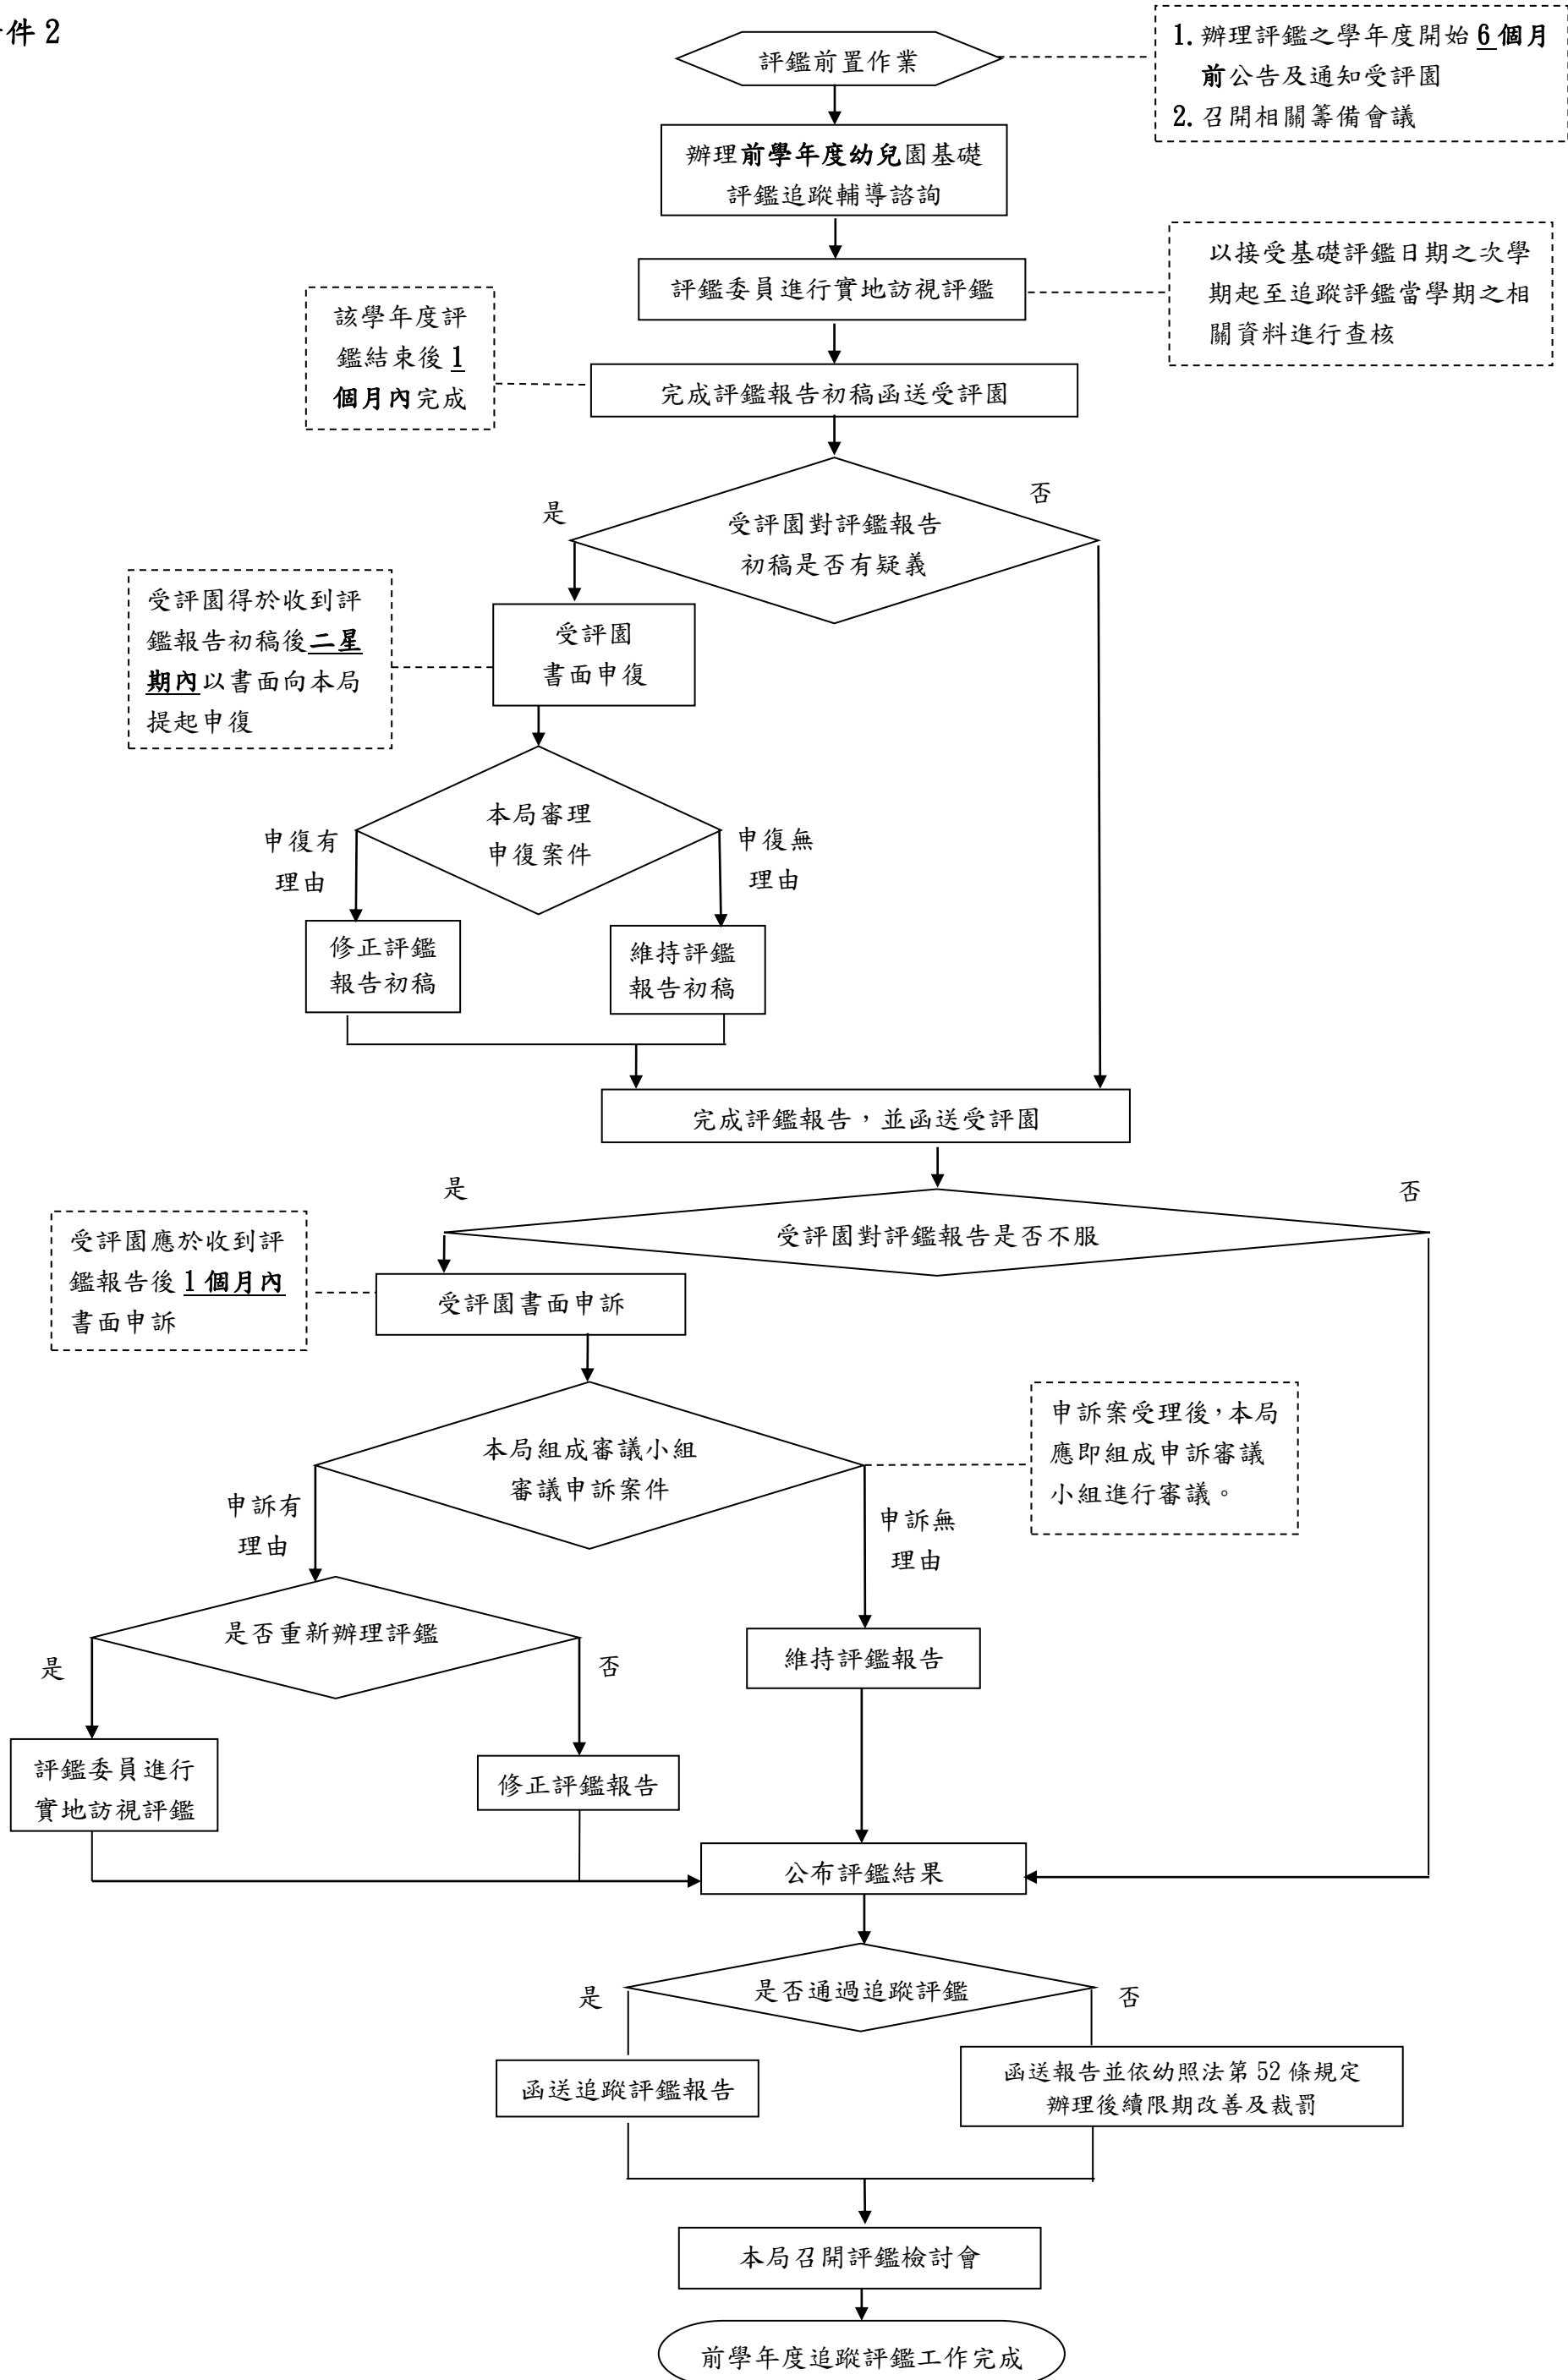 件 2
評鑑前置作業
1. 辦理評鑑之學年度開始 6 個月
前公告及通知受評園
2. 召開相關籌備會議
辦理前學年度幼兒園基礎
評鑑追蹤輔導諮詢
評鑑委員進行實地訪視評鑑
以接受基礎評鑑日期之次學
期起至追蹤評鑑當學期之相
關資料進行查核
該學年度評
鑑結束後 1
個月內完成
完成評鑑報告初稿函送受評園
受評園對評鑑報告
初稿是否有疑義
是
否
受評園得於收到評
鑑報告初稿後二星
期內以書面向本局
提起申復
受評園
書面申復
本局審理
申復案件
申復有
理由
申復無
理由
修正評鑑
報告初稿
維持評鑑
報告初稿
完成評鑑報告，並函送受評園
是
否
受評園對評鑑報告是否不服
受評園應於收到評
鑑報告後 1 個月內
書面申訴
受評園書面申訴
本局組成審議小組
審議申訴案件
申訴案受理後，本局
應即組成申訴審議
小組進行審議。
申訴有
理由
申訴無
理由
是否重新辦理評鑑
是
否
維持評鑑報告
評鑑委員進行
實地訪視評鑑
修正評鑑報告
公布評鑑結果
是否通過追蹤評鑑
是
否
函送追蹤評鑑報告
函送報告並依幼照法第 52 條規定
辦理後續限期改善及裁罰
本局召開評鑑檢討會
前學年度追蹤評鑑工作完成